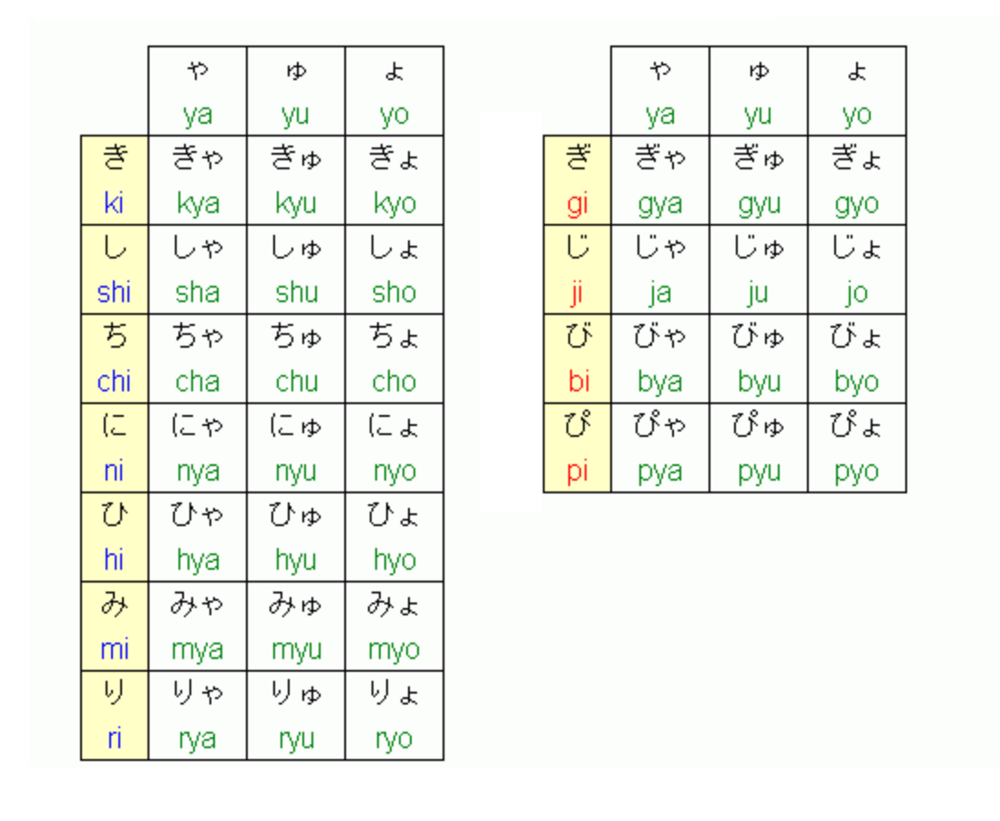 ゃ ゅ ょ
ya yu yo
き きゃ きゅ きょ
ki kya kyu kyo
し しゃ しゅ しょ
shi sha shu sho
ち ちゃ ちゅ ちょ
chi cha chu cho
に にゃ にゅ にょ
ni nya nyu nyo
ひ ひゃ ひゅ ひょ
hi hya hyu hyo
み みゃ みゅ みょ
mi mya myu myo
り りゃ りゅ りょ
ri rya ryu ryo
ゃ ゅ ょ
ya yu yo
ぎ ぎゃ ぎゅ ぎょ
gi gya gyu gyo
じ じゃ じゅ じょ
ji ja ju jo
び びゃ びゅ びょ
bi bya byu byo
ぴ ぴゃ ぴゅ ぴょ
pi pya pyu pyo